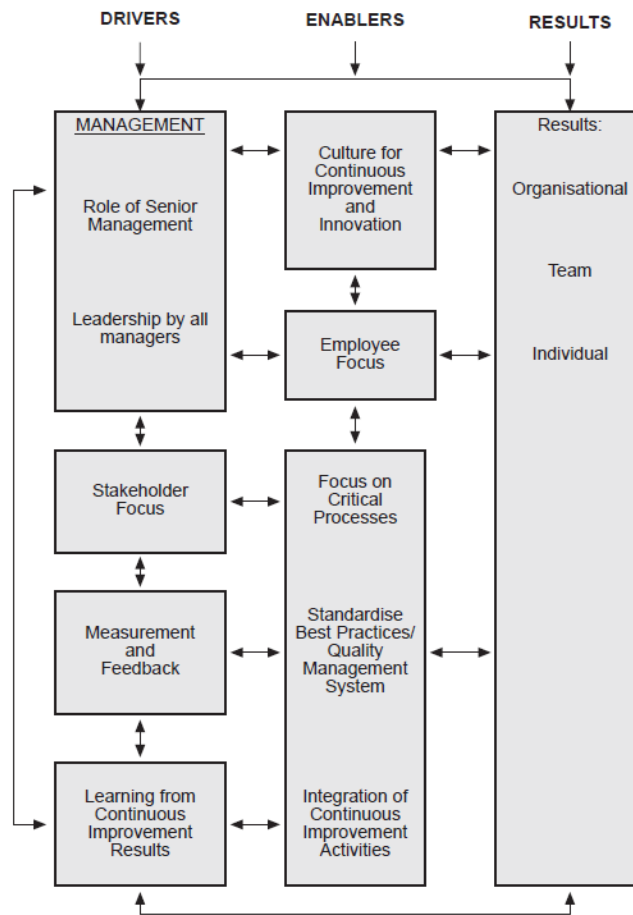 DRIVERS
ENABLERS
RESULTS
MANAGEMENT
Role of Senior
Management
Leadership by all
managers
Stakeholder
Focus
Measurement
and
Feedback
Learning from
Continuous
Improvement
Results
Culture for
Continuous
Improvement
and
Innovation
Employee
Focus
Focus on
Critical
Processes
Standardise
Best Practices/
Quality
Management
System
Integration of
Continuous
Improvement
Activities
Results:
Organisational
Team
Individual